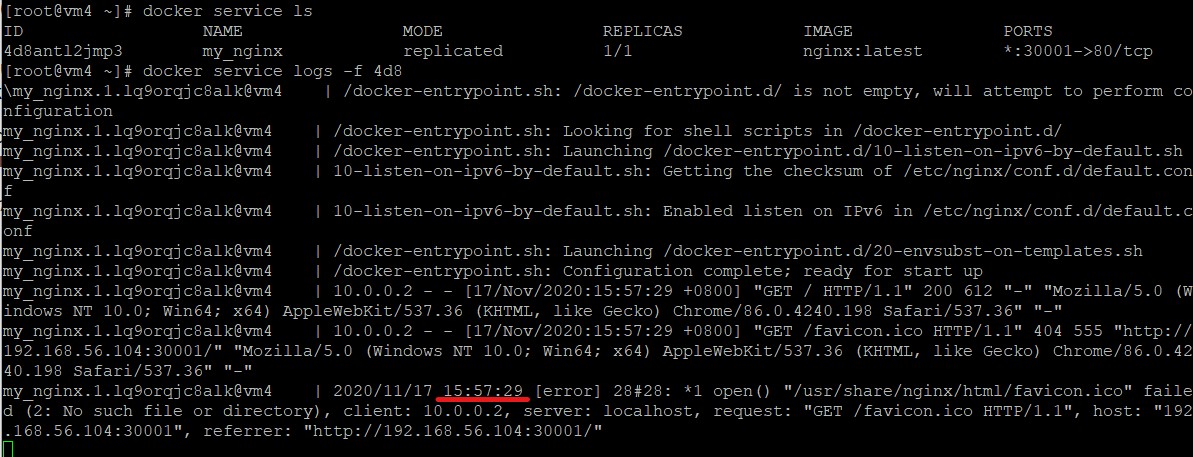 [root@vm4 ~]# docker service ls
ID NAME MODE REPLICAS IMAGE PORTS
4d8antl2jmp3 my_nginx replicated 1/1 nginx:latest *:30001->80/tcp
[root@vm4 ~]# docker service logs -f 4d8
\my_nginx.1.lq9orqjc8alk@vm4 | /docker-entrypoint.sh: /docker-entrypoint.d/ is not empty, will attempt to perform co
nfiguration
my_nginx.1.lq9orqjc8alk@vm4 | /docker-entrypoint.sh: Looking for shell scripts in /docker-entrypoint.d/
my_nginx.1.lq9orqjc8alk@vm4 | /docker-entrypoint.sh: Launching /docker-entrypoint.d/10-listen-on-ipv6-by-default.sh
my_nginx.1.lq9orqjc8alk@vm4 | 10-listen-on-ipv6-by-default.sh: Getting the checksum of /etc/nginx/conf.d/default.con
f
my_nginx.1.lq9orqjc8alk@vm4 | 10-listen-on-ipv6-by-default.sh: Enabled listen on IPv6 in /etc/nginx/conf.d/default.c
onf
my_nginx.1.lq9orqjc8alk@vm4 | /docker-entrypoint.sh: Launching /docker-entrypoint.d/20-envsubst-on-templates.sh
my_nginx.1.lq9orqjc8alk@vm4 | /docker-entrypoint.sh: Configuration complete; ready for start up
my_nginx.1.lq9orqjc8alk@vm4 | 10.0.0.2 - - [17/Nov/2020:15:57:29 +0800] "GET / HTTP/1.1" 200 612 "-" "Mozilla/5.0 (W
indows NT 10.0; Win64; x64) AppleWebKit/537.36 (KHTML, like Gecko) Chrome/86.0.4240.198 Safari/537.36" "-"
my_nginx.1.lq9orqjc8alk@vm4 | 10.0.0.2 - - [17/Nov/2020:15:57:29 +0800] "GET /favicon.ico HTTP/1.1" 404 555 "http://
192.168.56.104:30001/" "Mozilla/5.0 (Windows NT 10.0; Win64; x64) AppleWebKit/537.36 (KHTML, like Gecko) Chrome/86.0.42
40.198 Safari/537.36" "-"
my_nginx.1.lq9orqjc8alk@vm4 | 2020/11/17 15:57:29 [error] 28#28: *1 open() "/usr/share/nginx/html/favicon.ico" faile
d (2: No such file or directory), client: 10.0.0.2, server: localhost, request: "GET /favicon.ico HTTP/1.1", host: "192
.168.56.104:30001", referrer: "http://192.168.56.104:30001/"